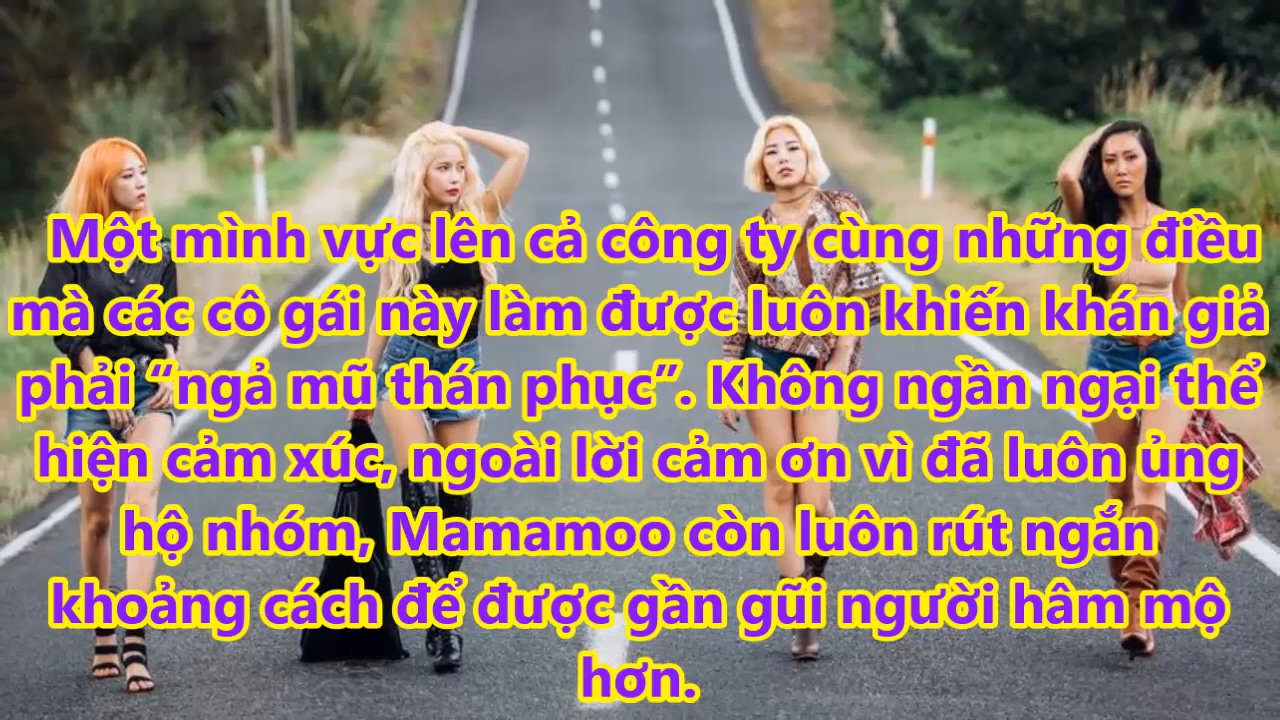 Một mình vực lên cả công ty cùng những điều
mà các cô gái này làm được luôn khiến khán giả
phải “ngả mũ thán phục”. Không ngần ngại thể
hiện cảm xúc, ngoài lời cảm ơn vì đã luôn ủng
hộ nhóm, Mamamoo còn luôn rút ngắn
khoảng cách để được gần gũi người hâm mộ
hơn.